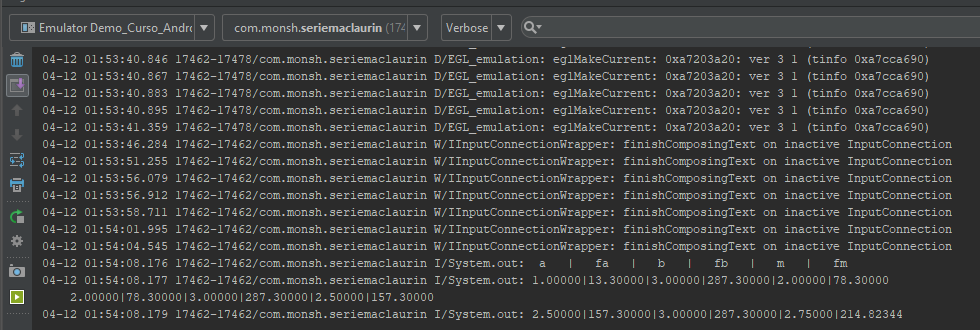 Emulator Demo_Curso_Andr
com.monsh.seriemaclaurin (174
Verbose
04-12 01:53:40.846 17462-17478/com.monsh.seriemaclaurin D/EGL_emulation: eglMakeCurrent: 0xa7203a20: ver 3 1 (tinfo 0xa7cca690)
04-12 01:53:40.867 17462-17478/com.monsh.seriemaclaurin D/EGL_emulation: eglMakeCurrent: 0xa7203a20: ver 3 1 (tinfo 0xa7cca690)
04-12 01:53:40.883 17462-17478/com.monsh.seriemaclaurin D/EGL_emulation: eglMakeCurrent: 0xa7203a20: ver 3 1 (tinfo 0xa7cca690)
04-12 01:53:40.895 17462-17478/com.monsh.seriemaclaurin D/EGL_emulation: eglMakeCurrent: 0xa7203a20: ver 3 1 (tinfo 0xa7cca690)
04-12 01:53:41.359 17462-17478/com.monsh.seriemaclaurin D/EGL_emulation: eglMakeCurrent: 0xa7203a20: ver 3 1 (tinfo 0xa7cca690)
04-12 01:53:46.284 17462-17462/com.monsh.seriemaclaurin W/IInputConnectionWrapper: finishComposingText on inactive InputConnection
04-12 01:53:51.255 17462-17462/com.monsh.seriemaclaurin W/IInputConnectionWrapper: finishComposingText on inactive InputConnection
04-12 01:53:56.079 17462-17462/com.monsh.seriemaclaurin W/IInputConnectionWrapper: finishComposingText on inactive InputConnection
04-12 01:53:56.912 17462-17462/com.monsh.seriemaclaurin W/IInputConnectionWrapper: finishComposingText on inactive InputConnection
04-12 01:53:58.711 17462-17462/com.monsh.seriemaclaurin W/IInputConnectionWrapper: finishComposingText on inactive InputConnection
04-12 01:54:01.995 17462-17462/com.monsh.seriemaclaurin W/IInputConnectionWrapper: finishComposingText on inactive InputConnection
04-12 01:54:04.545 17462-17462/com.monsh.seriemaclaurin W/IInputConnectionWrapper: finishComposingText on inactive InputConnection
04-12 01:54:08.176 17462-17462/com.monsh.seriemaclaurin I/System.out:  a  |  fa  |  b  |  fb  |  m  |  fm
04-12 01:54:08.177 17462-17462/com.monsh.seriemaclaurin I/System.out: 1.00000|13.30000|3.00000|287.30000|2.00000|78.30000
2.00000|78.30000|3.00000|287.30000|2.50000|157.30000
04-12 01:54:08.179 17462-17462/com.monsh.seriemaclaurin I/System.out: 2.50000|157.30000|3.00000|287.30000|2.75000|214.82344